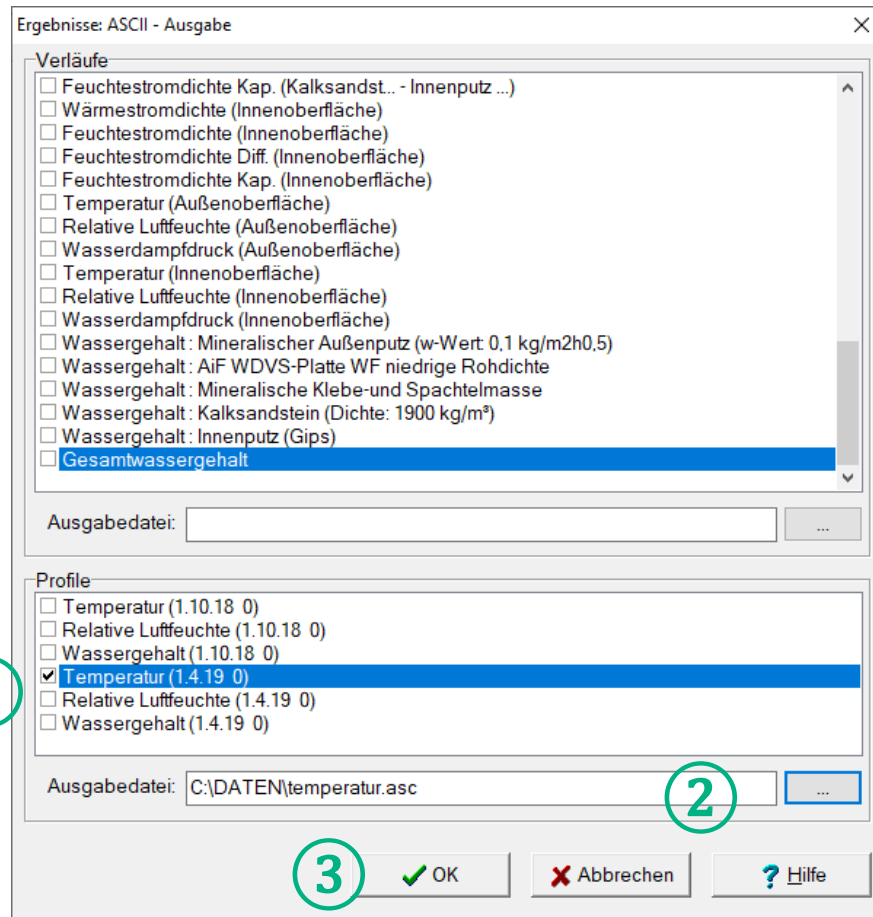 Ergebnisse: ASCII - Ausgabe
Verläufe
Feuchtestromdichte Kap. (Kalksandst... - Innenputz ...)
Wärmestromdichte (Innenoberfläche)
Feuchtestromdichte (Innenoberfläche)
Feuchtestromdichte Diff. (Innenoberfläche)
Feuchtestromdichte Kap. (Innenoberfläche)
Temperatur (Außenoberfläche)
Relative Luftfeuchte (Außenoberfläche)
Wasserdampfdruck (Außenoberfläche)
Temperatur (Innenoberfläche)
Relative Luftfeuchte (Innenoberfläche)
Wasserdampfdruck (Innenoberfläche)
Wassergehalt : Mineralischer Außenputz (w-Wert: 0,1 kg/m2h0,5)
Wassergehalt : AiF WDVS-Platte WF niedrige Rohdichte
Wassergehalt : Mineralische Klebe-und Spachtelmasse
Wassergehalt : Kalksandstein (Dichte: 1900 kg/m³)
Wassergehalt : Innenputz (Gips)
Gesamtwassergehalt
Ausgabedatei: ...
Profile
Temperatur (1.10.18 0)
Relative Luftfeuchte (1.10.18 0)
Wassergehalt (1.10.18 0)
Temperatur (1.4.19 0)
Relative Luftfeuchte (1.4.19 0)
Wassergehalt (1.4.19 0)
Ausgabedatei: C:\DATEN\temperatur.asc 2 ...
3 OK Abbrechen Hilfe